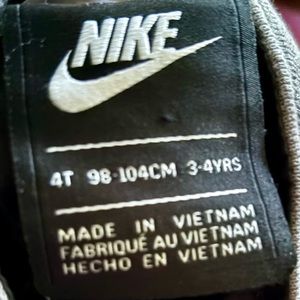 NIKE
4T 98-104CM 3-4YRS
MADE IN VIETNAM
FABRIQUÉ AU VIETNAM
HECHO EN VIETNAM